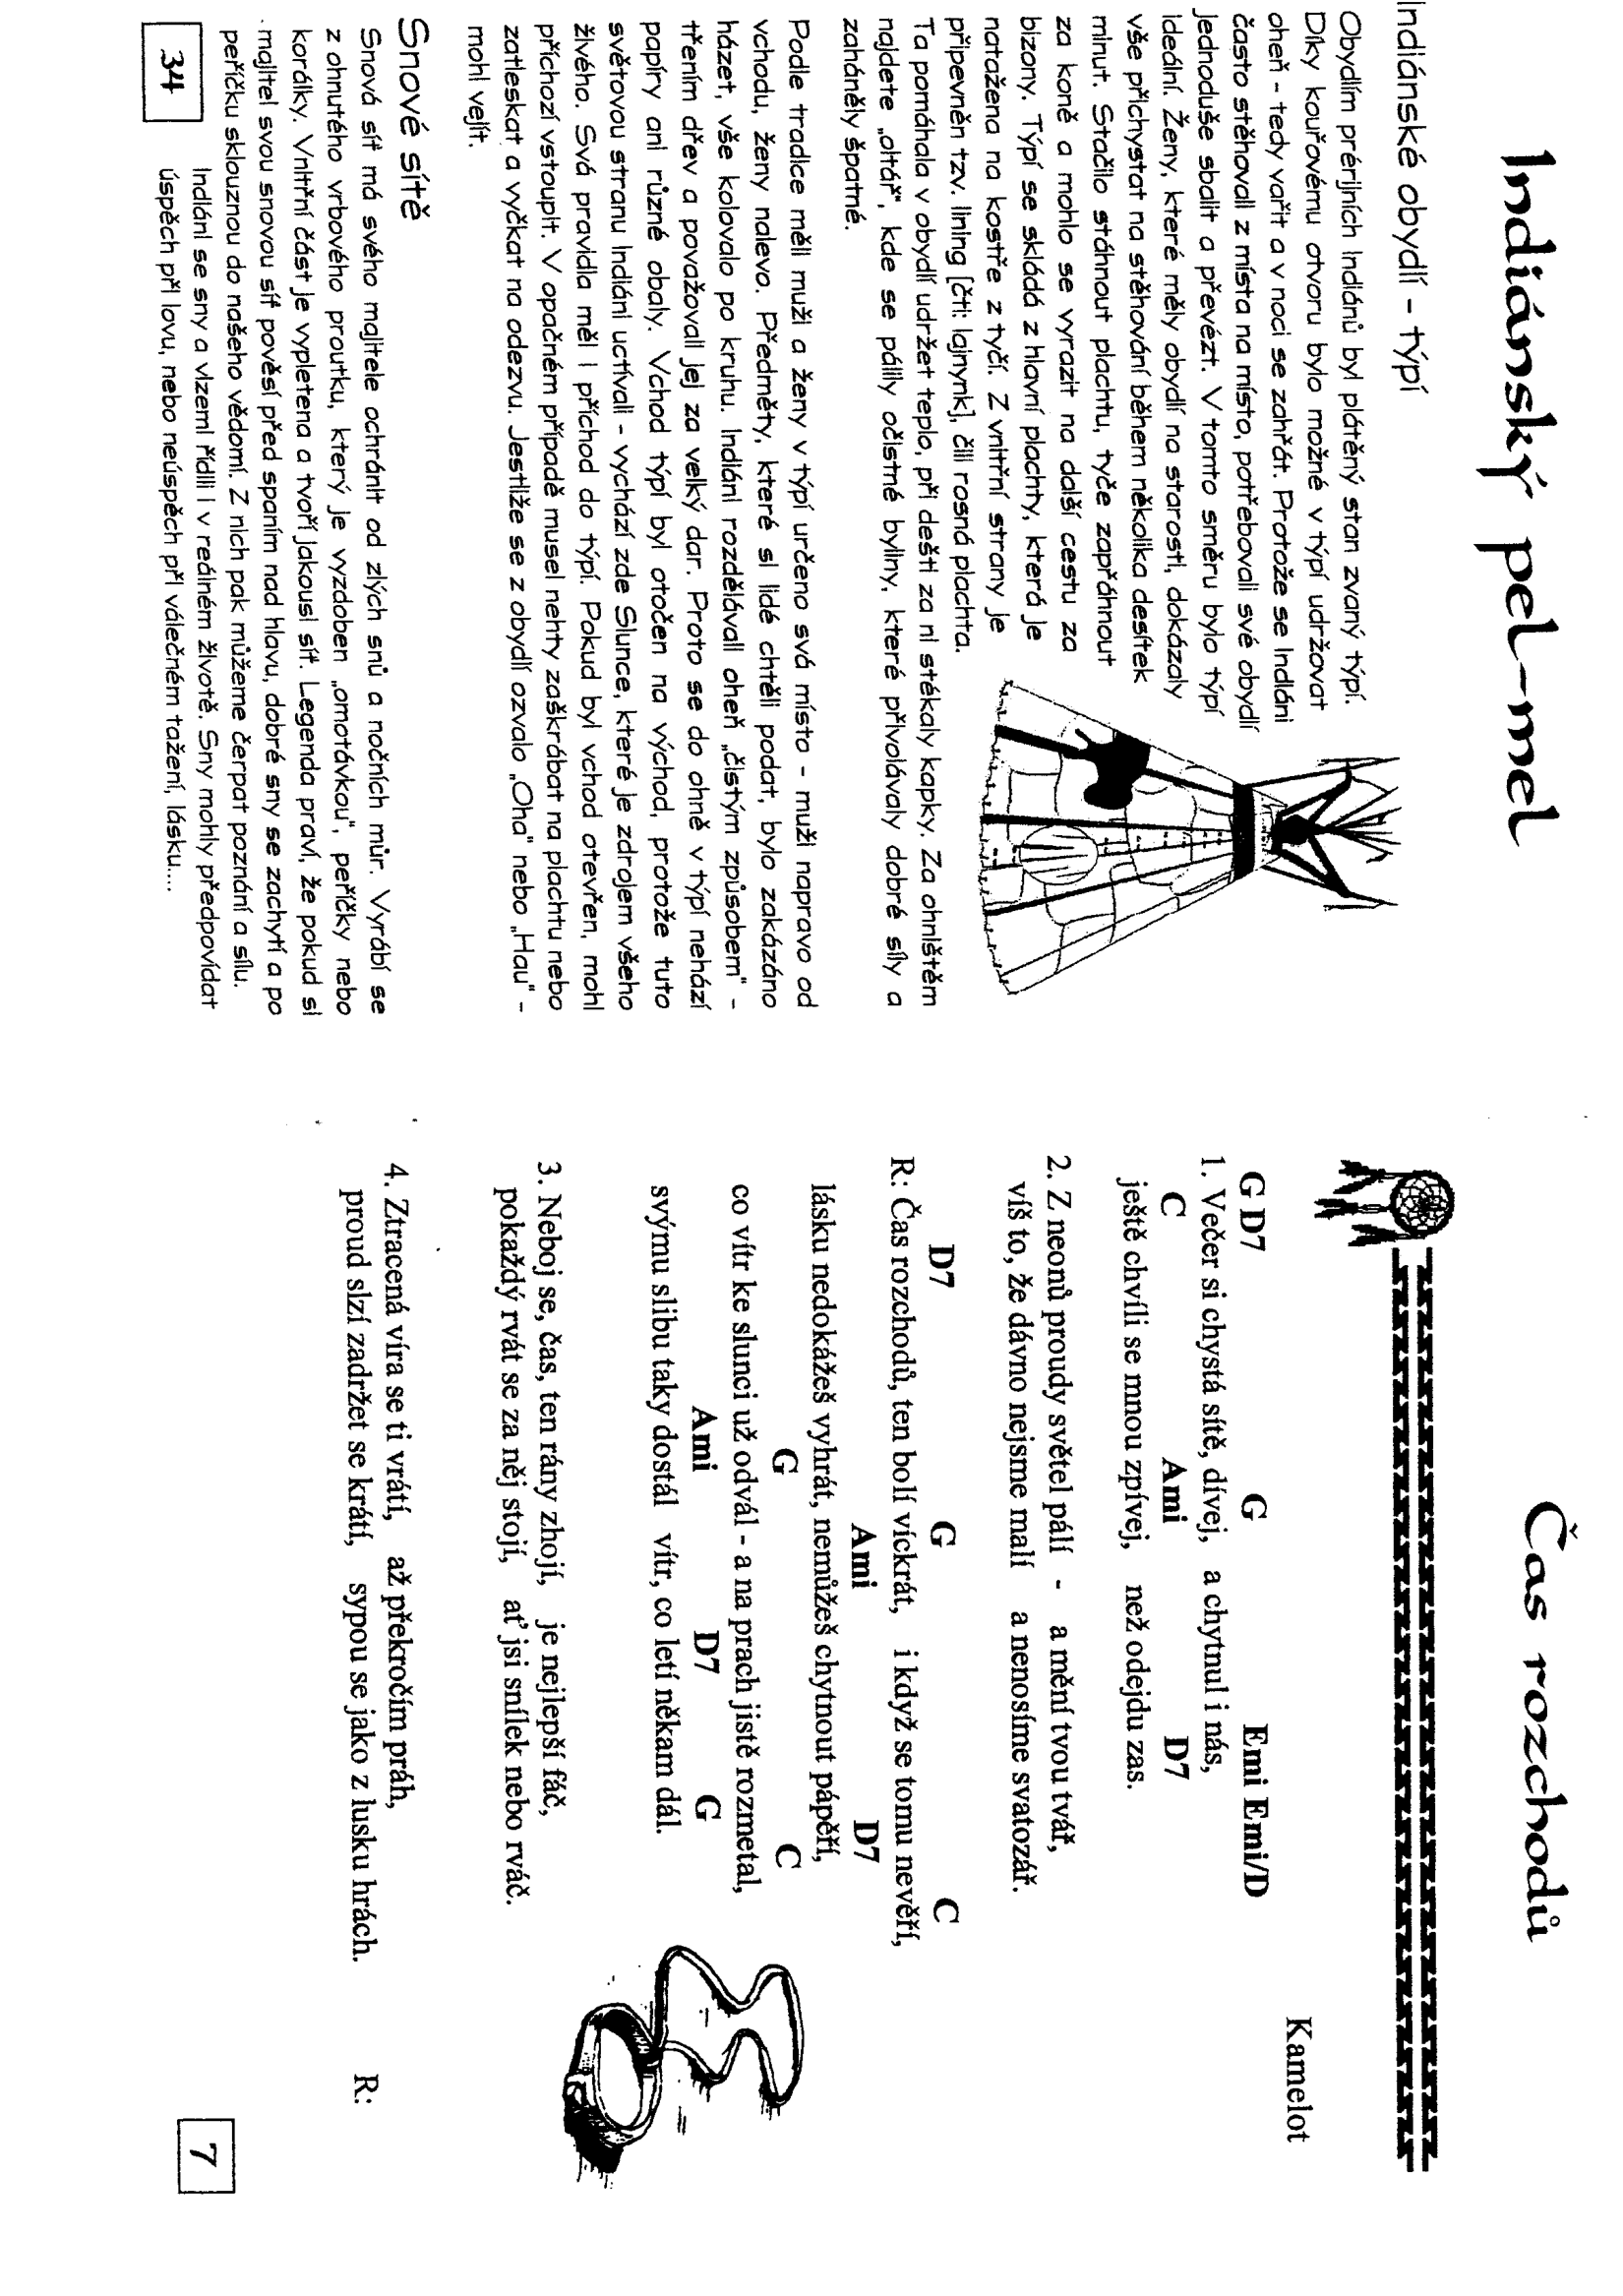 Indiánský pel-mel
Indiánské obydlí - týpí
Obydlím prérijních Indiánů byl plátěný stan zvaný týpí.
Díky kouřovému otvoru bylo možné v týpí udržovat
oheň - tedy vařit a v noci se zahřát. Protože se Indiáni
často stěhovali z místa na místo, potřebovali své obydlí
jednoduše sbalit a převézt. V tomto směru bylo týpí
ideální. Ženy, které měly obydlí na starosti, dokázaly
vše přichystat na stěhování během několika desítek
minut. Stačilo stáhnout plachtu, tyče zapřáhnout
za koně a mohlo se vyrazit na další cestu za
bizony. Týpí se skládá z hlavní plachty, která je
natažena na kostře z tyčí. Z vnitřní strany je
připevněn tzv. lining [čti: lajnynk], čili rosná plachta.
Ta pomáhala v obydlí udržet teplo, při dešti za ni stékaly kapky. Za ohništěm
najdete „oltář“, kde se pálily očistné byliny, které přivolávaly dobré síly a
zaháněly špatné.
Podle tradice měli muži a ženy v týpí určeno svá místa - muži napravo od
vchodu, ženy nalevo. Předměty, které si lidé chtěli podat, bylo zakázáno
házet, vše kolovalo po kruhu. Indiáni rozdělávali oheň „čistým způsobem“ -
třením dřev a považovali jej za velký dar. Proto se do ohně v týpí nehází
papíry ani různé obaly. Vchod týpí byl otočen na východ, protože tuto
světovou stranu Indiáni uctívali - vychází zde Slunce, které je zdrojem všeho
živého. Svá pravidla měl i příchod do týpí. Pokud byl vchod otevřen, mohl
příchozí vstoupit. V opačném případě musel nehty zaškrábat na plachtu nebo
zatleskat a vyčkat na odezvu. Jestliže se z obydlí ozvalo „Oha“ nebo „Hau“ -
mohl vejít.
Snové sítě
Snová síť má svého majitele ochránit od zlých snů a nočních můr. Vyrábí se
z ohnutého vrbového proutku, který je vyzdoben „omotávkou“, peříčky nebo
korálky. Vnitřní část je vypletena a tvoří jakousi síť. Legenda praví, že pokud si
majitel svou snovou síť pověsí před spaním nad hlavu, dobré sny se zachytí a po
peříčku sklouznou do našeho vědomí. Z nich pak můžeme čerpat poznání a sílu.
Indiáni se sny a vizemi řídili i v reálném životě. Sny mohly předpovídat
úspěch při lovu, nebo neúspěch při válečném tažení, lásku....
34
Čas rozchodů
Kamelot
G D7 G Emi Emi/D
1. Večer si chystá sítě, dívej, a chytnul i nás,
C Ami D7
ještě chvíli se mnou zpívej, než odejdu zas.
2. Z neonů proudy světel pálí - a mění tvou tvář,
víš to, že dávno nejsme malí a nenosíme svatozář.
D7 G C
R: Čas rozchodů, ten bolí víckrát, i když se tomu nevěří,
Ami D7
lásku nedokážeš vyhrát, nemůžeš chytnout pápěří,
G C
co vítr ke slunci už odvál - a na prach jistě rozmetal,
Ami D7 G
svýmu slibu taky dostál vítr, co letí někam dál.
3. Neboj se, čas, ten rány zhojí, je nejlepší fáč,
pokaždý rvát se za něj stojí, ať jsi snílek nebo rváč.
4. Ztracená víra se ti vrátí, až překročím práh,
proud slzí zadržet se krátí, sypou se jako z lusku hrách.
R:
7